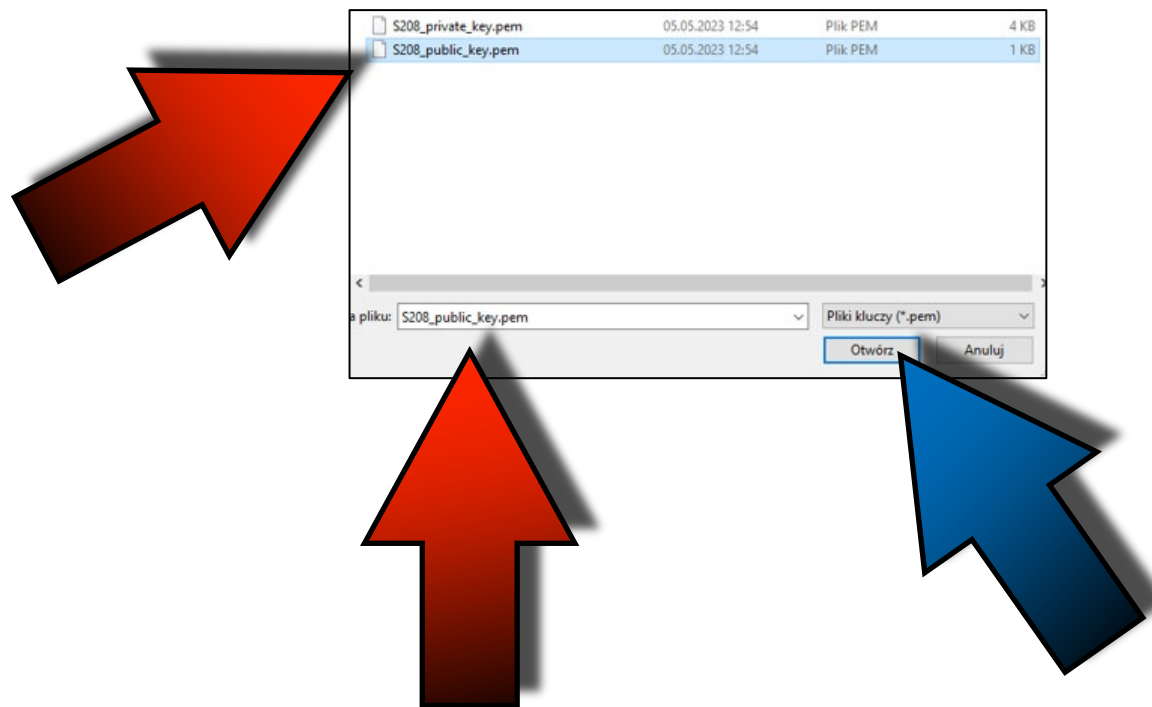 S208_private_key.pem 05.05.2023 12:54 Plik PEM 4 KB
S208_public_key.pem 05.05.2023 12:54 Plik PEM 1 KB
a pliku: S208_public_key.pem Pliki kluczy (*.pem)
Otwórz Anuluj